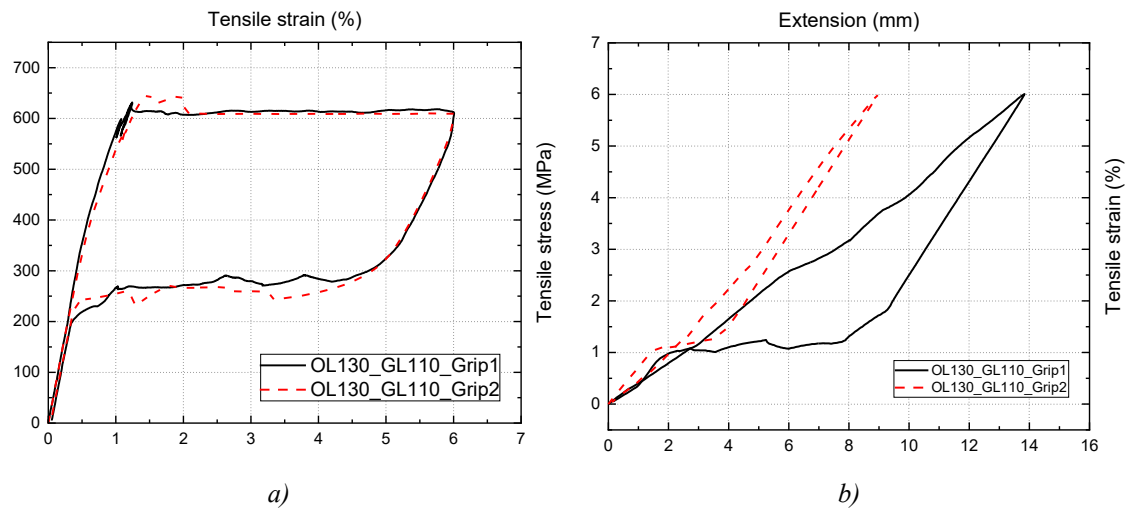 Tensile strain (%)
700
600
500
400
300
200
100
0
0 1 2 3 4 5 6 7
Tensile stress (MPa)
OL130_GL110_Grip1
OL130_GL110_Grip2
a)
Extension (mm)
7
6
5
4
3
2
1
0
0 2 4 6 8 10 12 14 16
Tensile strain (%)
OL130_GL110_Grip1
OL130_GL110_Grip2
b)